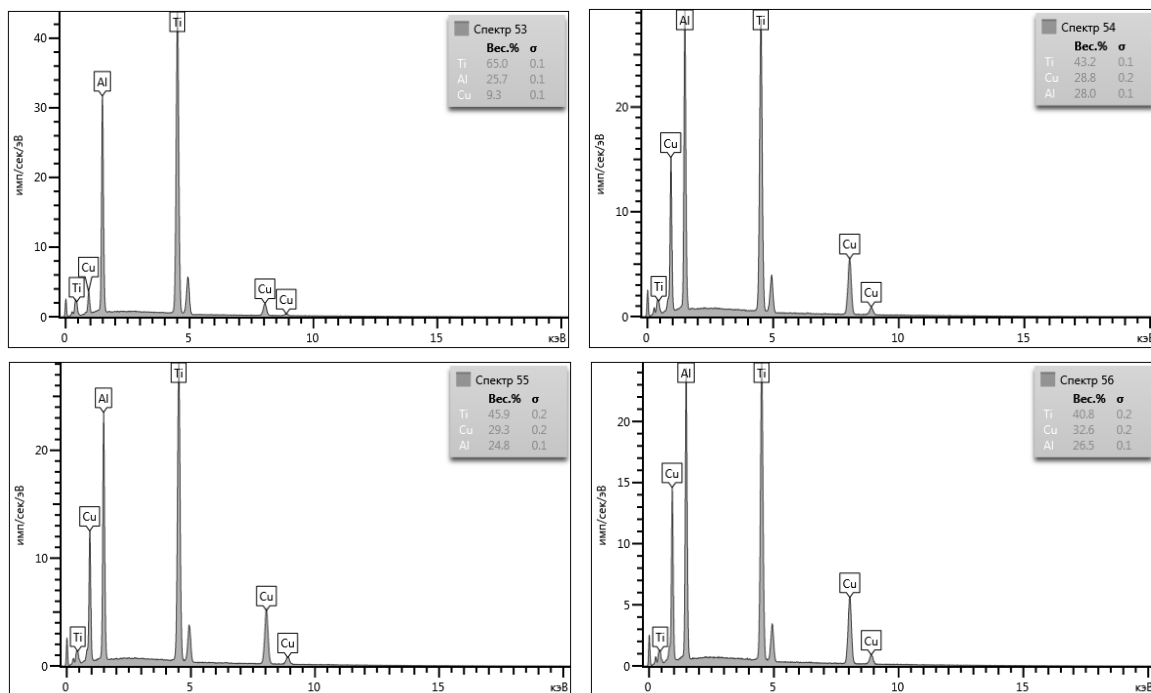 Спектр 53
Вес.% σ
Ti 65.0 0.1
Al 25.7 0.1
Cu 9.3 0.1
Ti
Al
Cu
Ti
Cu
Cu
40
30
20
10
0
имп/сек/эВ
0 5 10 15 кэВ
Спектр 54
Вес.% σ
Ti 43.2 0.1
Cu 28.8 0.2
Al 28.0 0.1
Al Ti
Cu
Ti
Cu
Cu
20
10
0
имп/сек/эВ
0 5 10 15 кэВ
Спектр 55
Вес.% σ
Ti 45.9 0.2
Cu 29.3 0.2
Al 24.8 0.1
Ti
Al
Cu
Ti
Cu
Cu
20
10
0
имп/сек/эВ
0 5 10 15 кэВ
Спектр 56
Вес.% σ
Ti 40.8 0.2
Cu 32.6 0.2
Al 26.5 0.1
Al Ti
Cu
Ti
Cu
Cu
20
15
10
5
0
имп/сек/эВ
0 5 10 15 кэВ